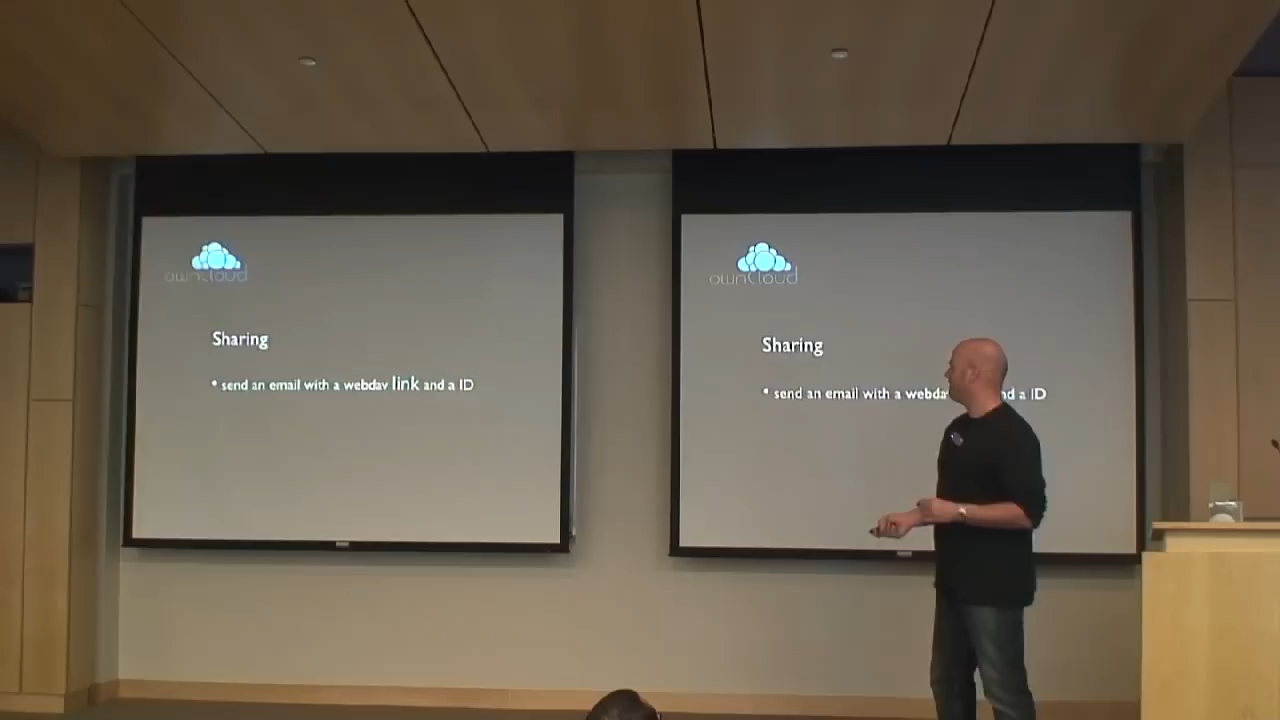 ownCloud
Sharing
• send an email with a webdav link and a ID
ownCloud
Sharing
• send an email with a webda nd a ID